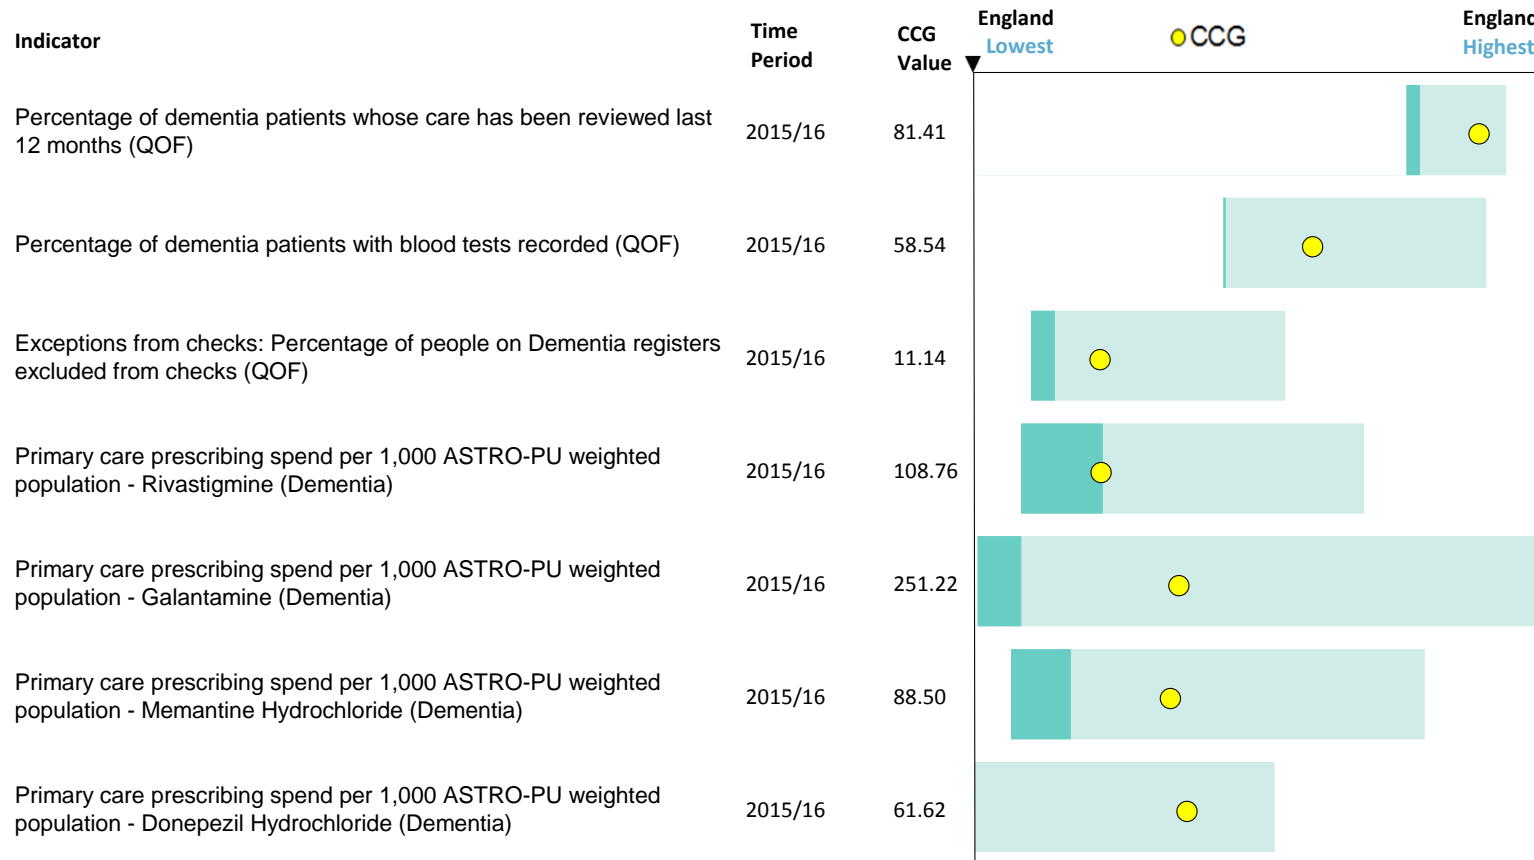 Indicator
Time
Period
CCG
Value
England
Lowest
CCG
England
Highest
Percentage of dementia patients whose care has been reviewed last
12 months (QOF)
2015/16
81.41
Percentage of dementia patients with blood tests recorded (QOF)
2015/16
58.54
Exceptions from checks: Percentage of people on Dementia registers
excluded from checks (QOF)
2015/16
11.14
Primary care prescribing spend per 1,000 ASTRO-PU weighted
population - Rivastigmine (Dementia)
2015/16
108.76
Primary care prescribing spend per 1,000 ASTRO-PU weighted
population - Galantamine (Dementia)
2015/16
251.22
Primary care prescribing spend per 1,000 ASTRO-PU weighted
population - Memantine Hydrochloride (Dementia)
2015/16
88.50
Primary care prescribing spend per 1,000 ASTRO-PU weighted
population - Donepezil Hydrochloride (Dementia)
2015/16
61.62